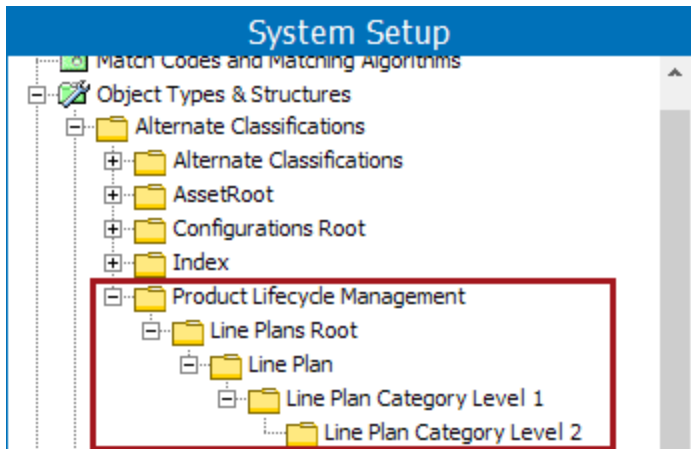 System Setup
Match Codes and Matching Algorithms
Object Types & Structures
Alternate Classifications
Alternate Classifications
AssetRoot
Configurations Root
Index
Product Lifecycle Management
Line Plans Root
Line Plan
Line Plan Category Level 1
Line Plan Category Level 2